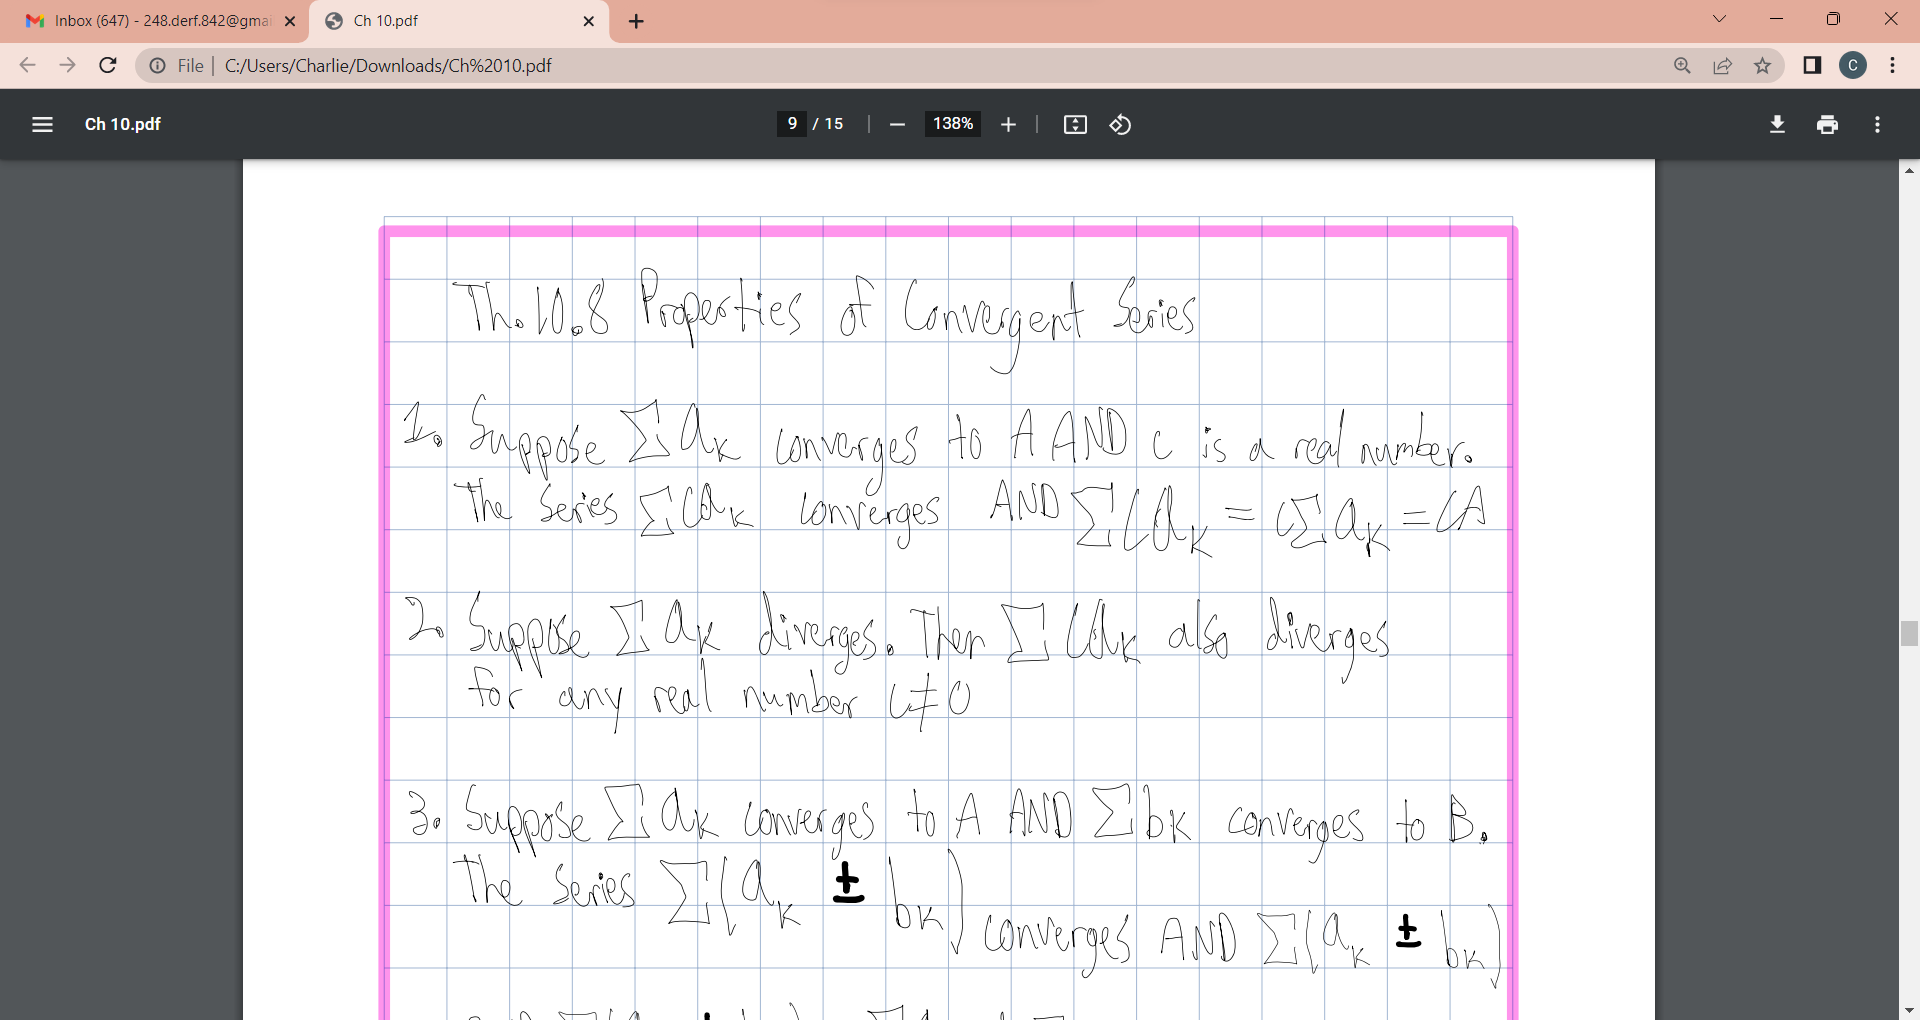 Inbox (647) - 248.derf.842@gmai
Ch 10.pdf
File | C:/Users/Charlie/Downloads/Ch%2010.pdf
C
Ch 10.pdf
9 / 15
138%
Th. 10.8 Properties of Convergent Series
1. Suppose Σ aₖ converges to A AND c is a real number.
The Series Σ caₖ converges AND Σ caₖ = cΣ aₖ = cA
2. Suppose Σ aₖ diverges. Then Σ caₖ also diverges
for any real number c ≠ 0
3. Suppose Σ aₖ converges to A AND Σ bₖ converges to B.
The Series Σ(aₖ ± bₖ) converges AND Σ(aₖ ± bₖ)